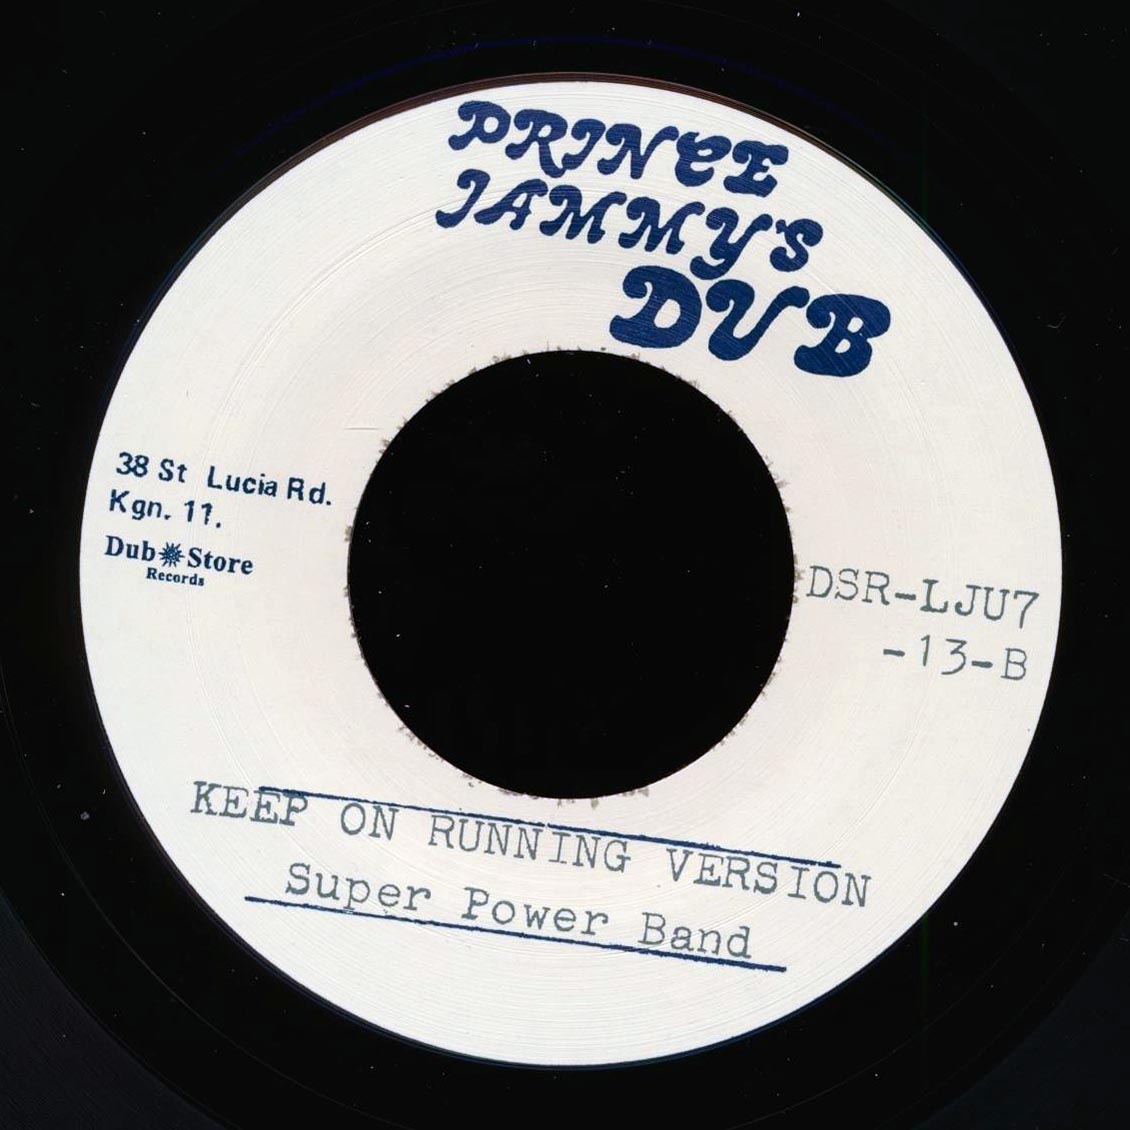 PRINCE
JAMMY'S
DUB
38 St Lucia Rd.
Kgn. 11.
Dub Store
Records
DSR-LJU7
-13-B
KEEP ON RUNNING VERSION
Super Power Band